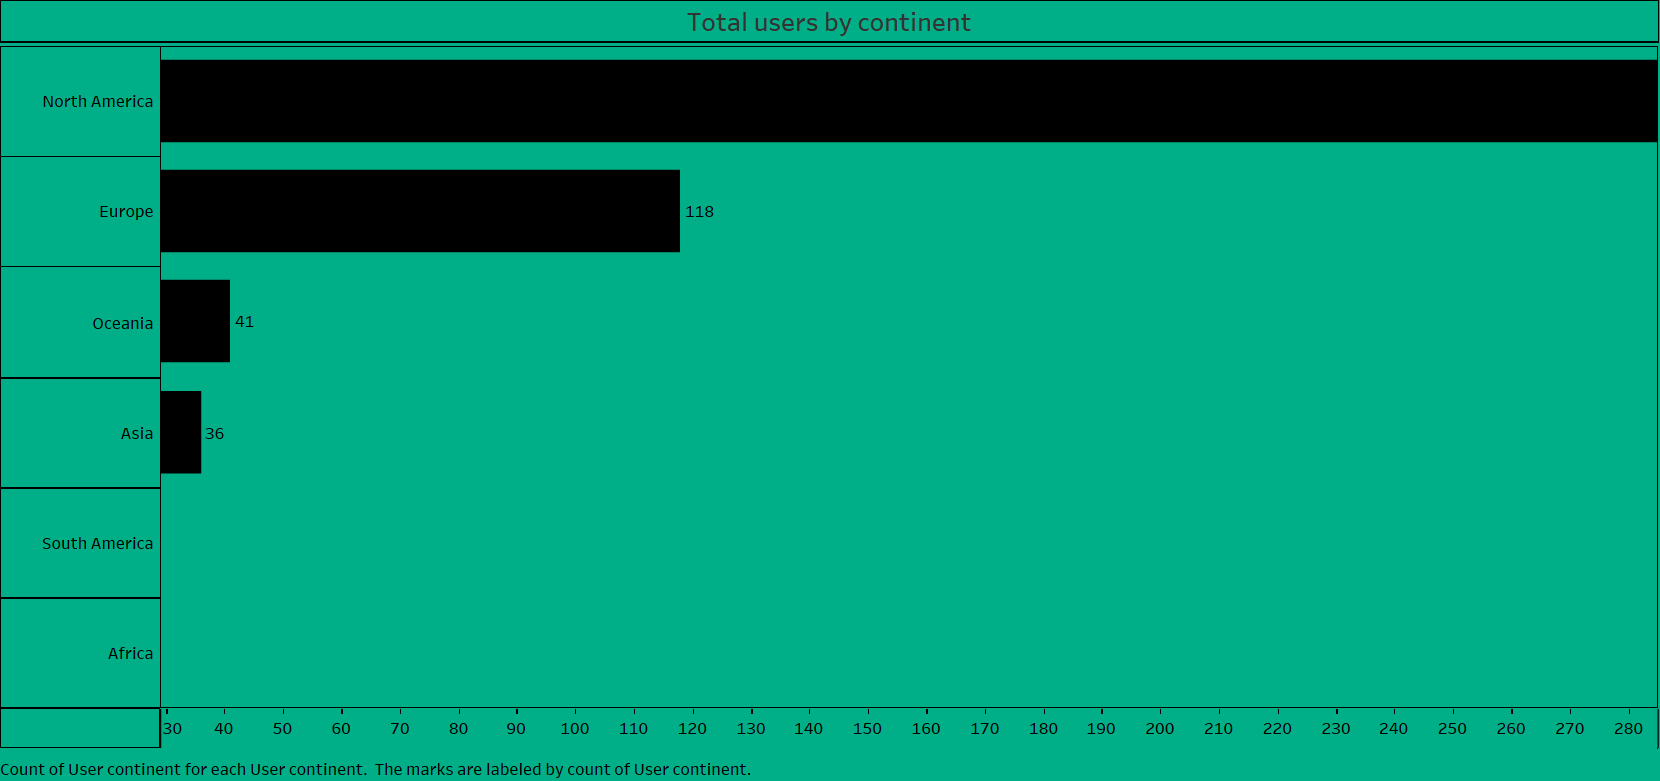 Total users by continent
North America
Europe 118
Oceania 41
Asia 36
South America
Africa
30 40 50 60 70 80 90 100 110 120 130 140 150 160 170 180 190 200 210 220 230 240 250 260 270 280
Count of User continent for each User continent. The marks are labeled by count of User continent.